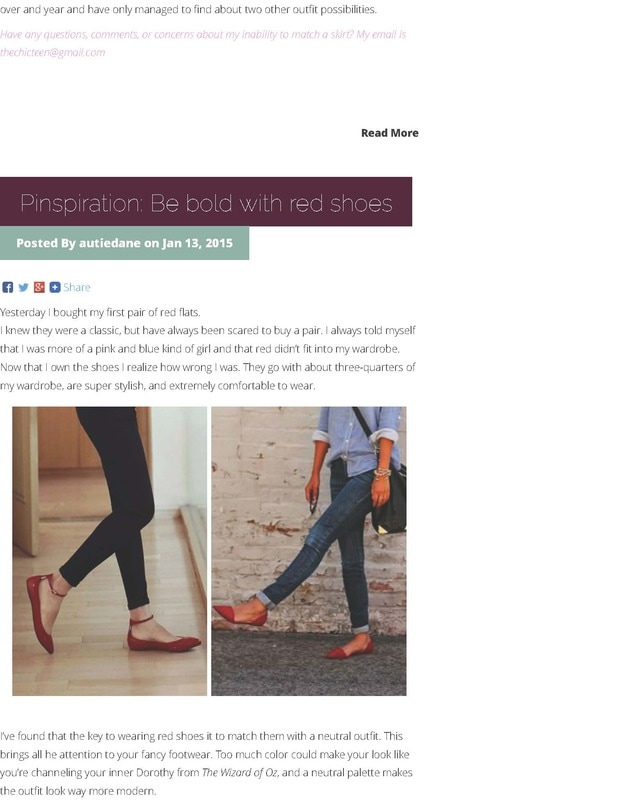 over and year and have only managed to find about two other outfit possibilities.
Have any questions, comments, or concerns about my inability to match a skirt? My email is
thechicteen@gmail.com
Read More
Pinspiration: Be bold with red shoes
Posted By autiedane on Jan 13, 2015
Share
Yesterday I bought my first pair of red flats.
I knew they were a classic, but have always been scared to buy a pair. I always told myself
that I was more of a pink and blue kind of girl and that red didn't fit into my wardrobe.
Now that I own the shoes I realize how wrong I was. They go with about three-quarters of
my wardrobe, are super stylish, and extremely comfortable to wear.
I've found that the key to wearing red shoes it to match them with a neutral outfit. This
brings all he attention to your fancy footwear. Too much color could make your look like
you're channeling your inner Dorothy from The Wizard of Oz, and a neutral palette makes
the outfit look way more modern.